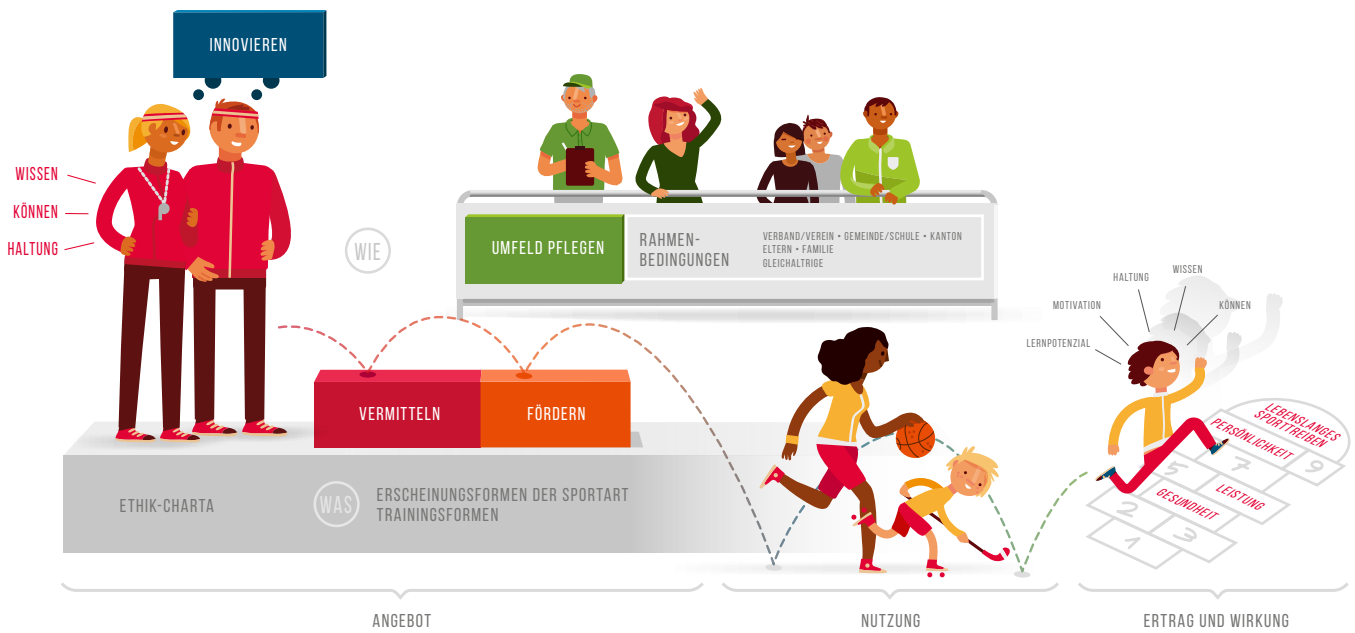 INNOVIEREN
WISSEN
KÖNNEN
HALTUNG
WIE
UMFELD PFLEGEN
RAHMEN-
BEDINGUNGEN
VERBAND/VEREIN • GEMEINDE/SCHULE • KANTON
ELTERN • FAMILIE
GLEICHALTRIGE
VERMITTELN
FÖRDERN
ETHIK-CHARTA
WAS
ERSCHEINUNGSFORMEN DER SPORTART
TRAININGSFORMEN
WISSEN
HALTUNG
MOTIVATION
KÖNNEN
LERNPOTENZIAL
LEBENSLANGES
SPORTTREIBEN
PERSÖNLICHKEIT
9
7
5
LEISTUNG
GESUNDHEIT
2
3
1
ANGEBOT
NUTZUNG
ERTRAG UND WIRKUNG